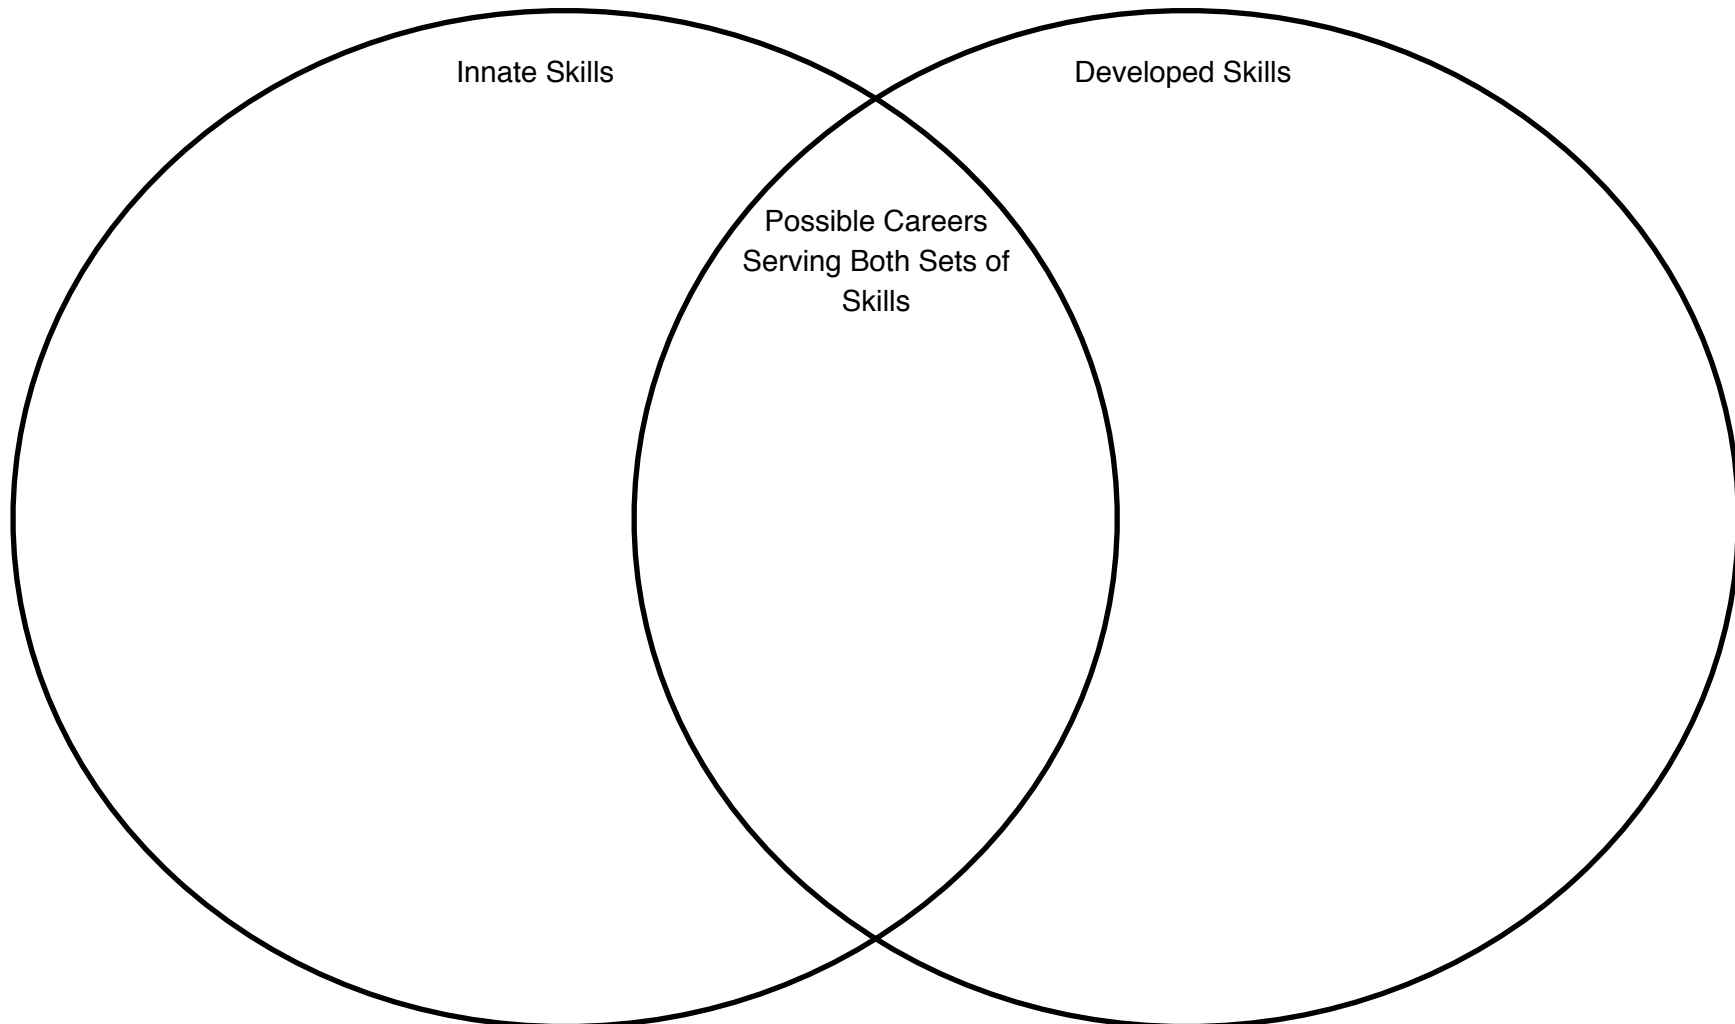 Innate Skills
Developed Skills
Possible Careers
Serving Both Sets of
Skills